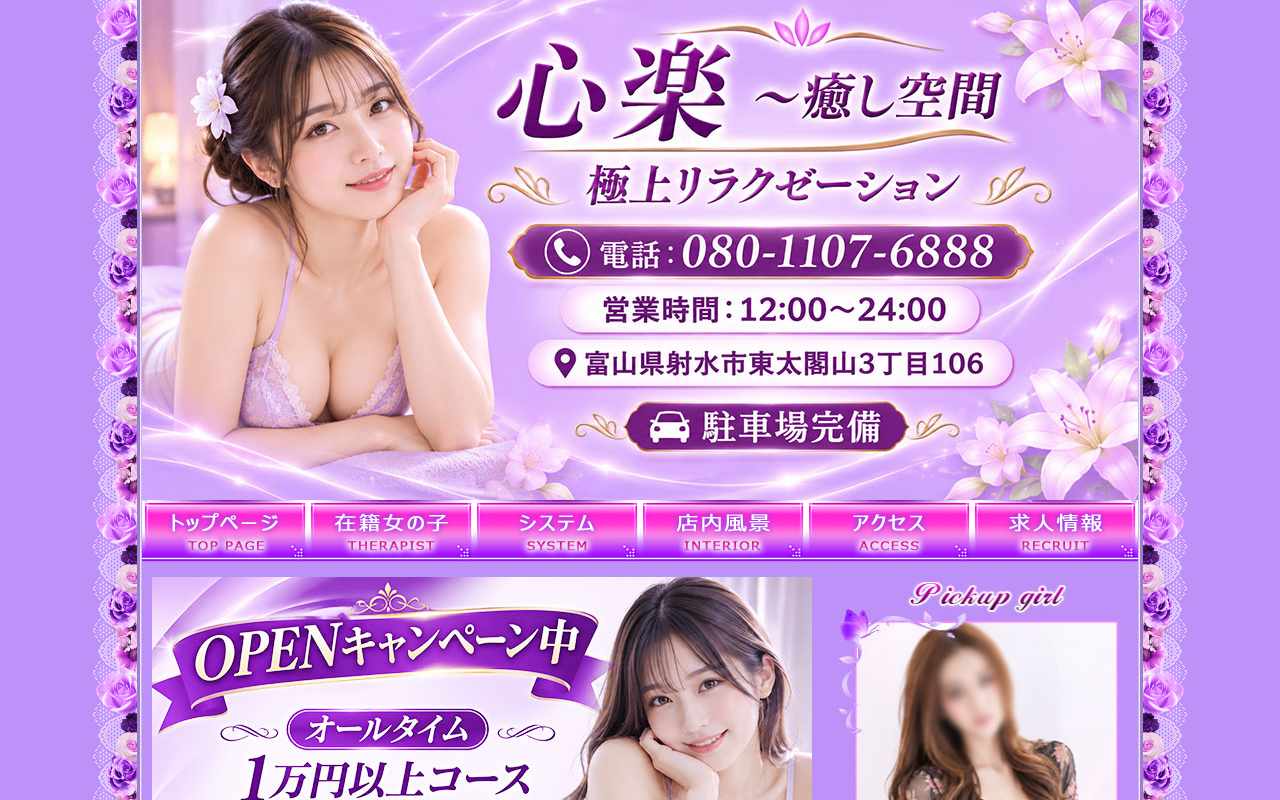 心楽 ～癒し空間
極上リラクゼーション
電話：080-1107-6888
営業時間：12:00～24:00
富山県射水市東太閤山3丁目106
駐車場完備
トップページ 在籍女の子 システム 店内風景 アクセス 求人情報
TOP PAGE THERAPIST SYSTEM INTERIOR ACCESS RECRUIT
OPENキャンペーン中
オールタイム
1万円以上コース
Pickup girl